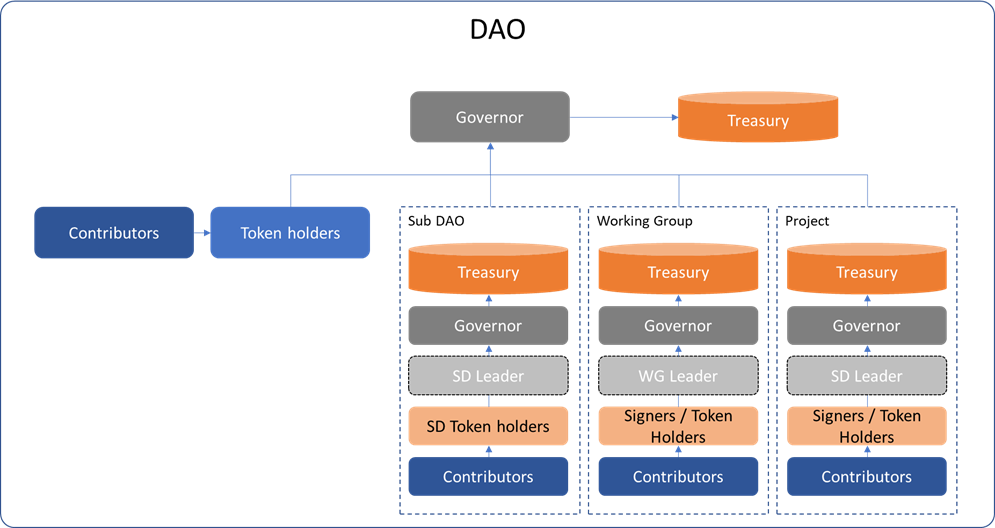 DAO
Governor
Treasury
Contributors
Token holders
Sub DAO
Treasury
Governor
SD Leader
SD Token holders
Contributors
Working Group
Treasury
Governor
WG Leader
Signers / Token
Holders
Contributors
Project
Treasury
Governor
SD Leader
Signers / Token
Holders
Contributors